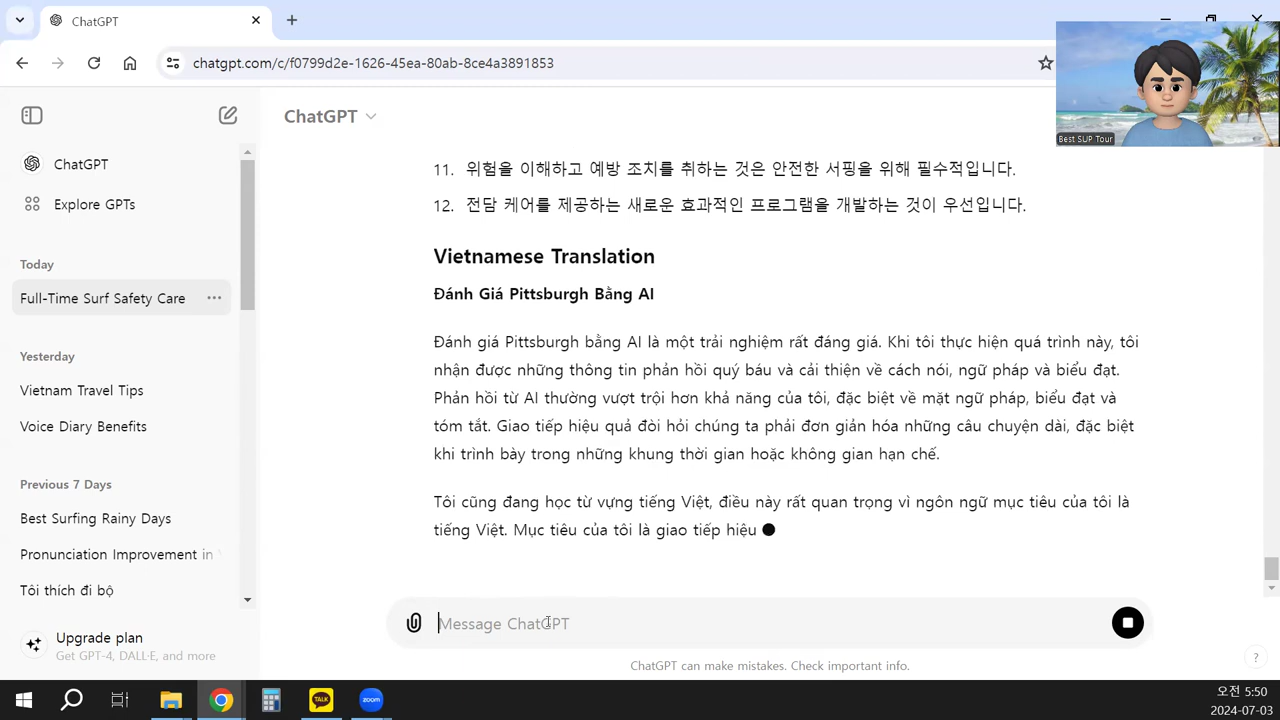 ChatGPT
chatgpt.com/c/f0799d2e-1626-45ea-80ab-8ce4a3891853
Best SUP Tour
ChatGPT
ChatGPT
Explore GPTs
Today
Full-Time Surf Safety Care
Yesterday
Vietnam Travel Tips
Voice Diary Benefits
Previous 7 Days
Best Surfing Rainy Days
Pronunciation Improvement in
Tôi thích đi bộ
Upgrade plan
Get GPT-4, DALL·E, and more
11. 위험을 이해하고 예방 조치를 취하는 것은 안전한 서핑을 위해 필수적입니다.
12. 전담 케어를 제공하는 새로운 효과적인 프로그램을 개발하는 것이 우선입니다.
Vietnamese Translation
Đánh Giá Pittsburgh Bằng AI
Đánh giá Pittsburgh bằng AI là một trải nghiệm rất đáng giá. Khi tôi thực hiện quá trình này, tôi
nhận được những thông tin phản hồi quý báu và cải thiện về cách nói, ngữ pháp và biểu đạt.
Phản hồi từ AI thường vượt trội hơn khả năng của tôi, đặc biệt về mặt ngữ pháp, biểu đạt và
tóm tắt. Giao tiếp hiệu quả đòi hỏi chúng ta phải đơn giản hóa những câu chuyện dài, đặc biệt
khi trình bày trong những khung thời gian hoặc không gian hạn chế.
Tôi cũng đang học từ vựng tiếng Việt, điều này rất quan trọng vì ngôn ngữ mục tiêu của tôi là
tiếng Việt. Mục tiêu của tôi là giao tiếp hiệu
Message ChatGPT
ChatGPT can make mistakes. Check important info.
?
TALK
zoom
오전 5:50
2024-07-03